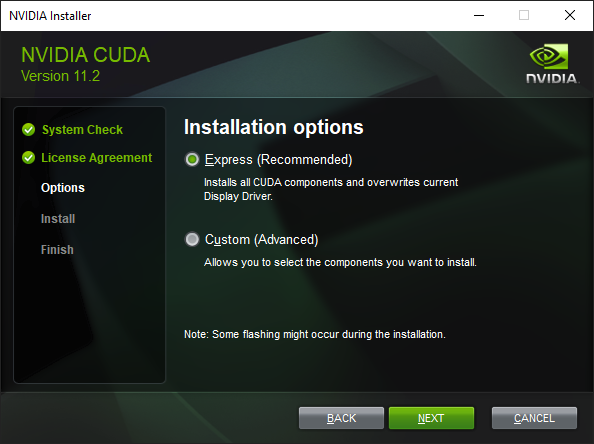 NVIDIA Installer
NVIDIA CUDA
Version 11.2
NVIDIA.
System Check
License Agreement
Options
Install
Finish
Installation options
Express (Recommended)
Installs all CUDA components and overwrites current
Display Driver.
Custom (Advanced)
Allows you to select the components you want to install.
Note: Some flashing might occur during the installation.
BACK
NEXT
CANCEL